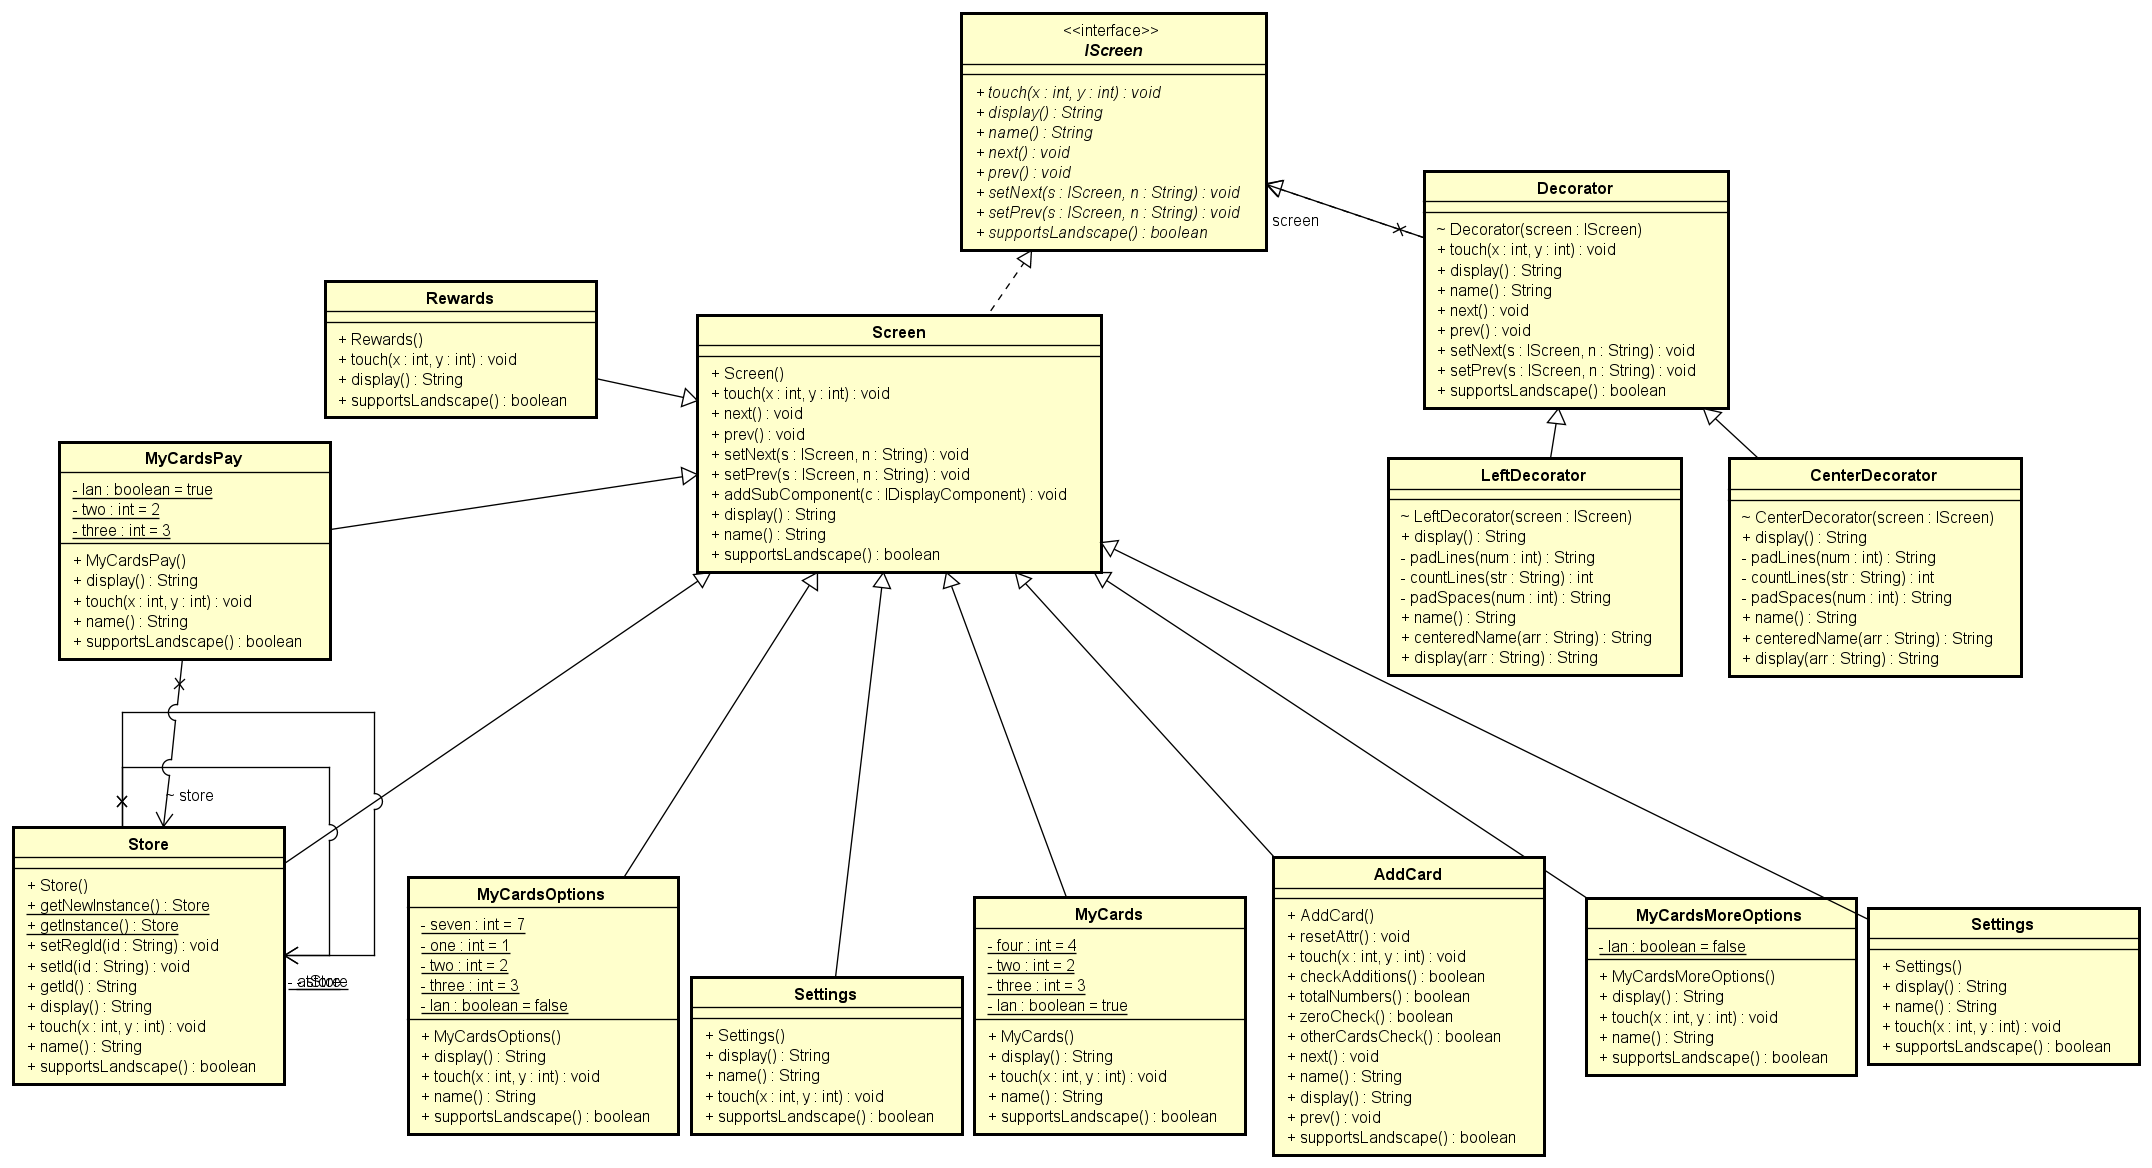 <<interface>>
IScreen
+ touch(x : int, y : int) : void
+ display() : String
+ name() : String
+ next() : void
+ prev() : void
+ setNext(s : IScreen, n : String) : void
+ setPrev(s : IScreen, n : String) : void
+ supportsLandscape() : boolean
screen
Decorator
~ Decorator(screen : IScreen)
+ touch(x : int, y : int) : void
+ display() : String
+ name() : String
+ next() : void
+ prev() : void
+ setNext(s : IScreen, n : String) : void
+ setPrev(s : IScreen, n : String) : void
+ supportsLandscape() : boolean
Rewards
+ Rewards()
+ touch(x : int, y : int) : void
+ display() : String
+ supportsLandscape() : boolean
Screen
+ Screen()
+ touch(x : int, y : int) : void
+ next() : void
+ prev() : void
+ setNext(s : IScreen, n : String) : void
+ setPrev(s : IScreen, n : String) : void
+ addSubComponent(c : IDisplayComponent) : void
+ display() : String
+ name() : String
+ supportsLandscape() : boolean
MyCardsPay
- lan : boolean = true
- two : int = 2
- three : int = 3
+ MyCardsPay()
+ display() : String
+ touch(x : int, y : int) : void
+ name() : String
+ supportsLandscape() : boolean
LeftDecorator
~ LeftDecorator(screen : IScreen)
+ display() : String
- padLines(num : int) : String
- countLines(str : String) : int
- padSpaces(num : int) : String
+ name() : String
+ centeredName(arr : String) : String
+ display(arr : String) : String
CenterDecorator
~ CenterDecorator(screen : IScreen)
+ display() : String
- padLines(num : int) : String
- countLines(str : String) : int
- padSpaces(num : int) : String
+ name() : String
+ centeredName(arr : String) : String
+ display(arr : String) : String
~ store
Store
+ Store()
+ getNewInstance() : Store
+ getInstance() : Store
+ setRegId(id : String) : void
+ setId(id : String) : void
+ getId() : String
+ display() : String
+ touch(x : int, y : int) : void
+ name() : String
+ supportsLandscape() : boolean
MyCardsOptions
- seven : int = 7
- one : int = 1
- two : int = 2
- three : int = 3
- lan : boolean = false
+ MyCardsOptions()
+ display() : String
+ touch(x : int, y : int) : void
+ name() : String
+ supportsLandscape() : boolean
Settings
+ Settings()
+ display() : String
+ name() : String
+ touch(x : int, y : int) : void
+ supportsLandscape() : boolean
MyCards
- four : int = 4
- two : int = 2
- three : int = 3
- lan : boolean = true
+ MyCards()
+ display() : String
+ touch(x : int, y : int) : void
+ name() : String
+ supportsLandscape() : boolean
AddCard
+ AddCard()
+ resetAttr() : void
+ touch(x : int, y : int) : void
+ checkAdditions() : boolean
+ totalNumbers() : boolean
+ zeroCheck() : boolean
+ otherCardsCheck() : boolean
+ next() : void
+ name() : String
+ display() : String
+ prev() : void
+ supportsLandscape() : boolean
MyCardsMoreOptions
- lan : boolean = false
+ MyCardsMoreOptions()
+ display() : String
+ touch(x : int, y : int) : void
+ name() : String
+ supportsLandscape() : boolean
Settings
+ Settings()
+ display() : String
+ name() : String
+ touch(x : int, y : int) : void
+ supportsLandscape() : boolean